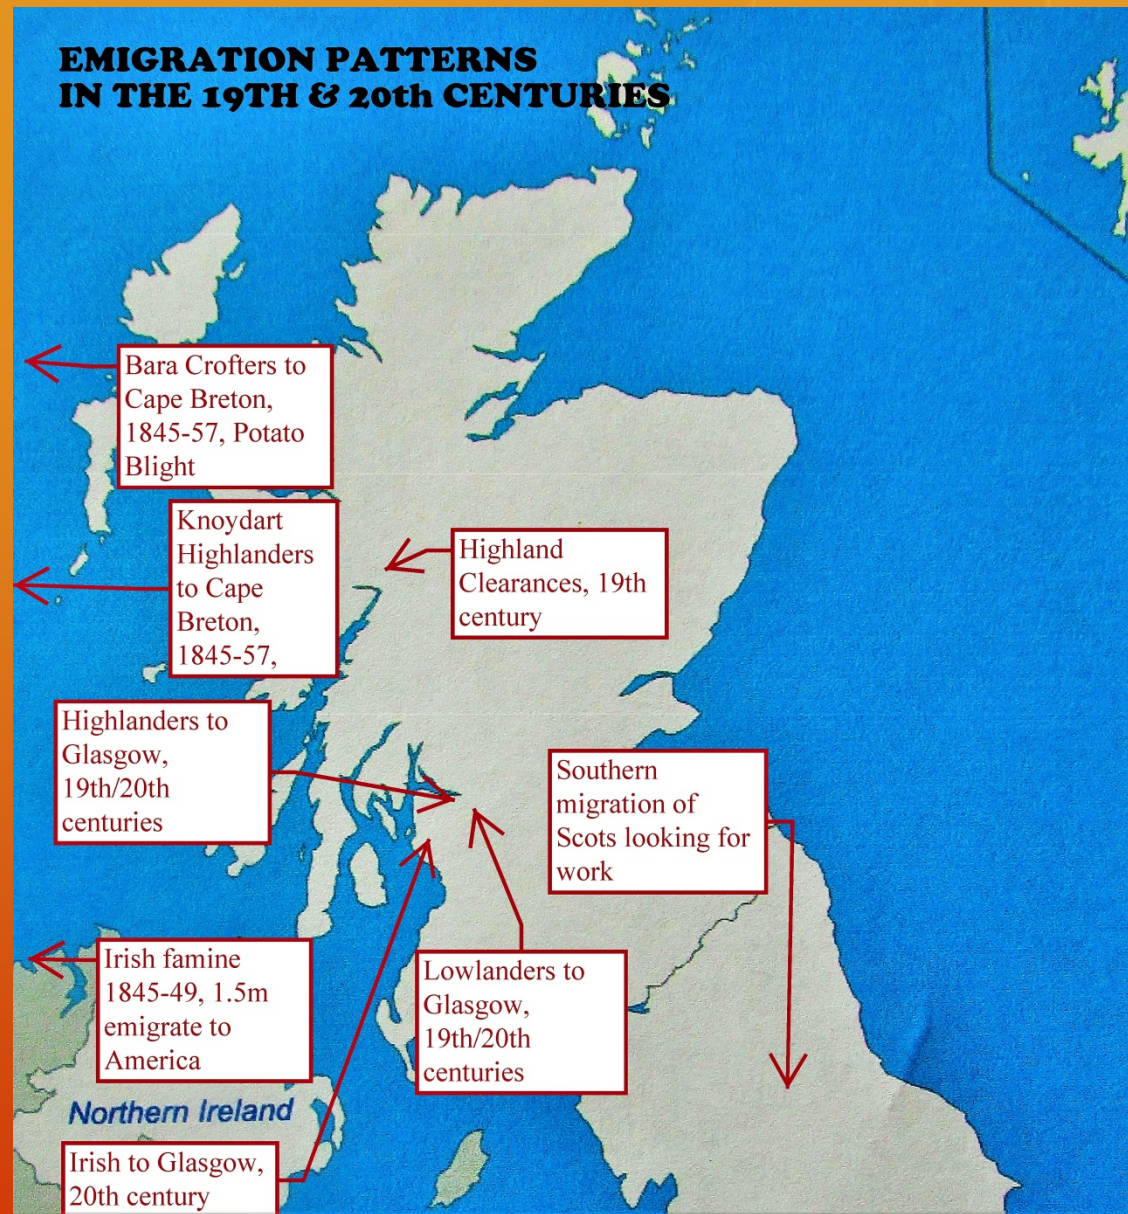 EMIGRATION PATTERNS
IN THE 19TH & 20th CENTURIES
Bara Crofters to
Cape Breton,
1845-57, Potato
Blight
Knoydart
Highlanders
to Cape
Breton,
1845-57,
Highland
Clearances, 19th
century
Highlanders to
Glasgow,
19th/20th
centuries
Southern
migration of
Scots looking for
work
Irish famine
1845-49, 1.5m
emigrate to
America
Lowlanders to
Glasgow,
19th/20th
centuries
Northern Ireland
Irish to Glasgow,
20th century